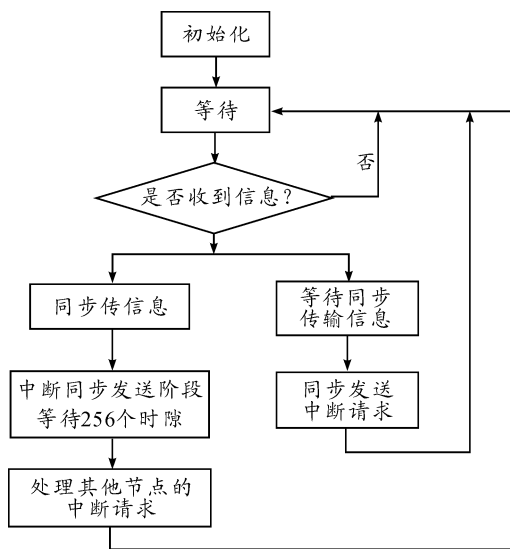 初始化
等待
否
是否收到信息?
同步传信息
等待同步
传输信息
中断同步发送阶段
等待256个时隙
同步发送
中断请求
处理其他节点的
中断请求